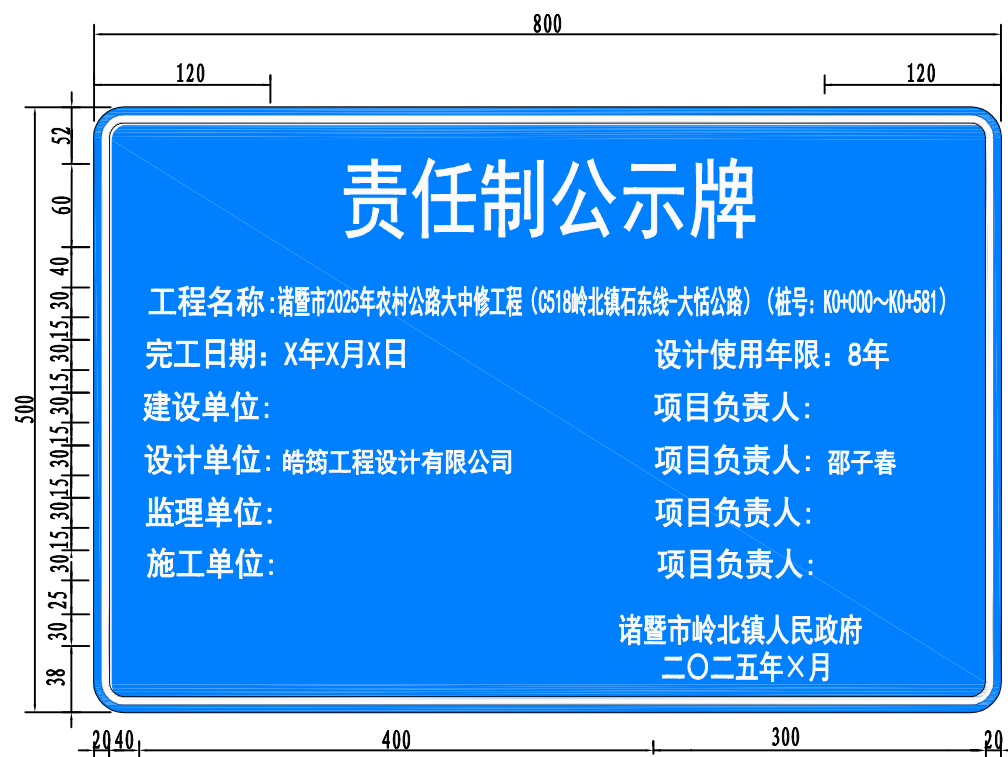 800
120 120
责任制公示牌
工程名称:诸暨市2025年农村公路大中修工程（C518岭北镇石东线-大恬公路）（桩号：K0+000～K0+581）
完工日期：X年X月X日 设计使用年限：8年
建设单位: 项目负责人:
设计单位: 皓筠工程设计有限公司 项目负责人: 邵子春
监理单位: 项目负责人:
施工单位: 项目负责人:
诸暨市岭北镇人民政府
二〇二五年×月
500
52
60
40
30
15
30
15
30
15
30
15
30
15
30
25
30
38
20 40 400 300 20